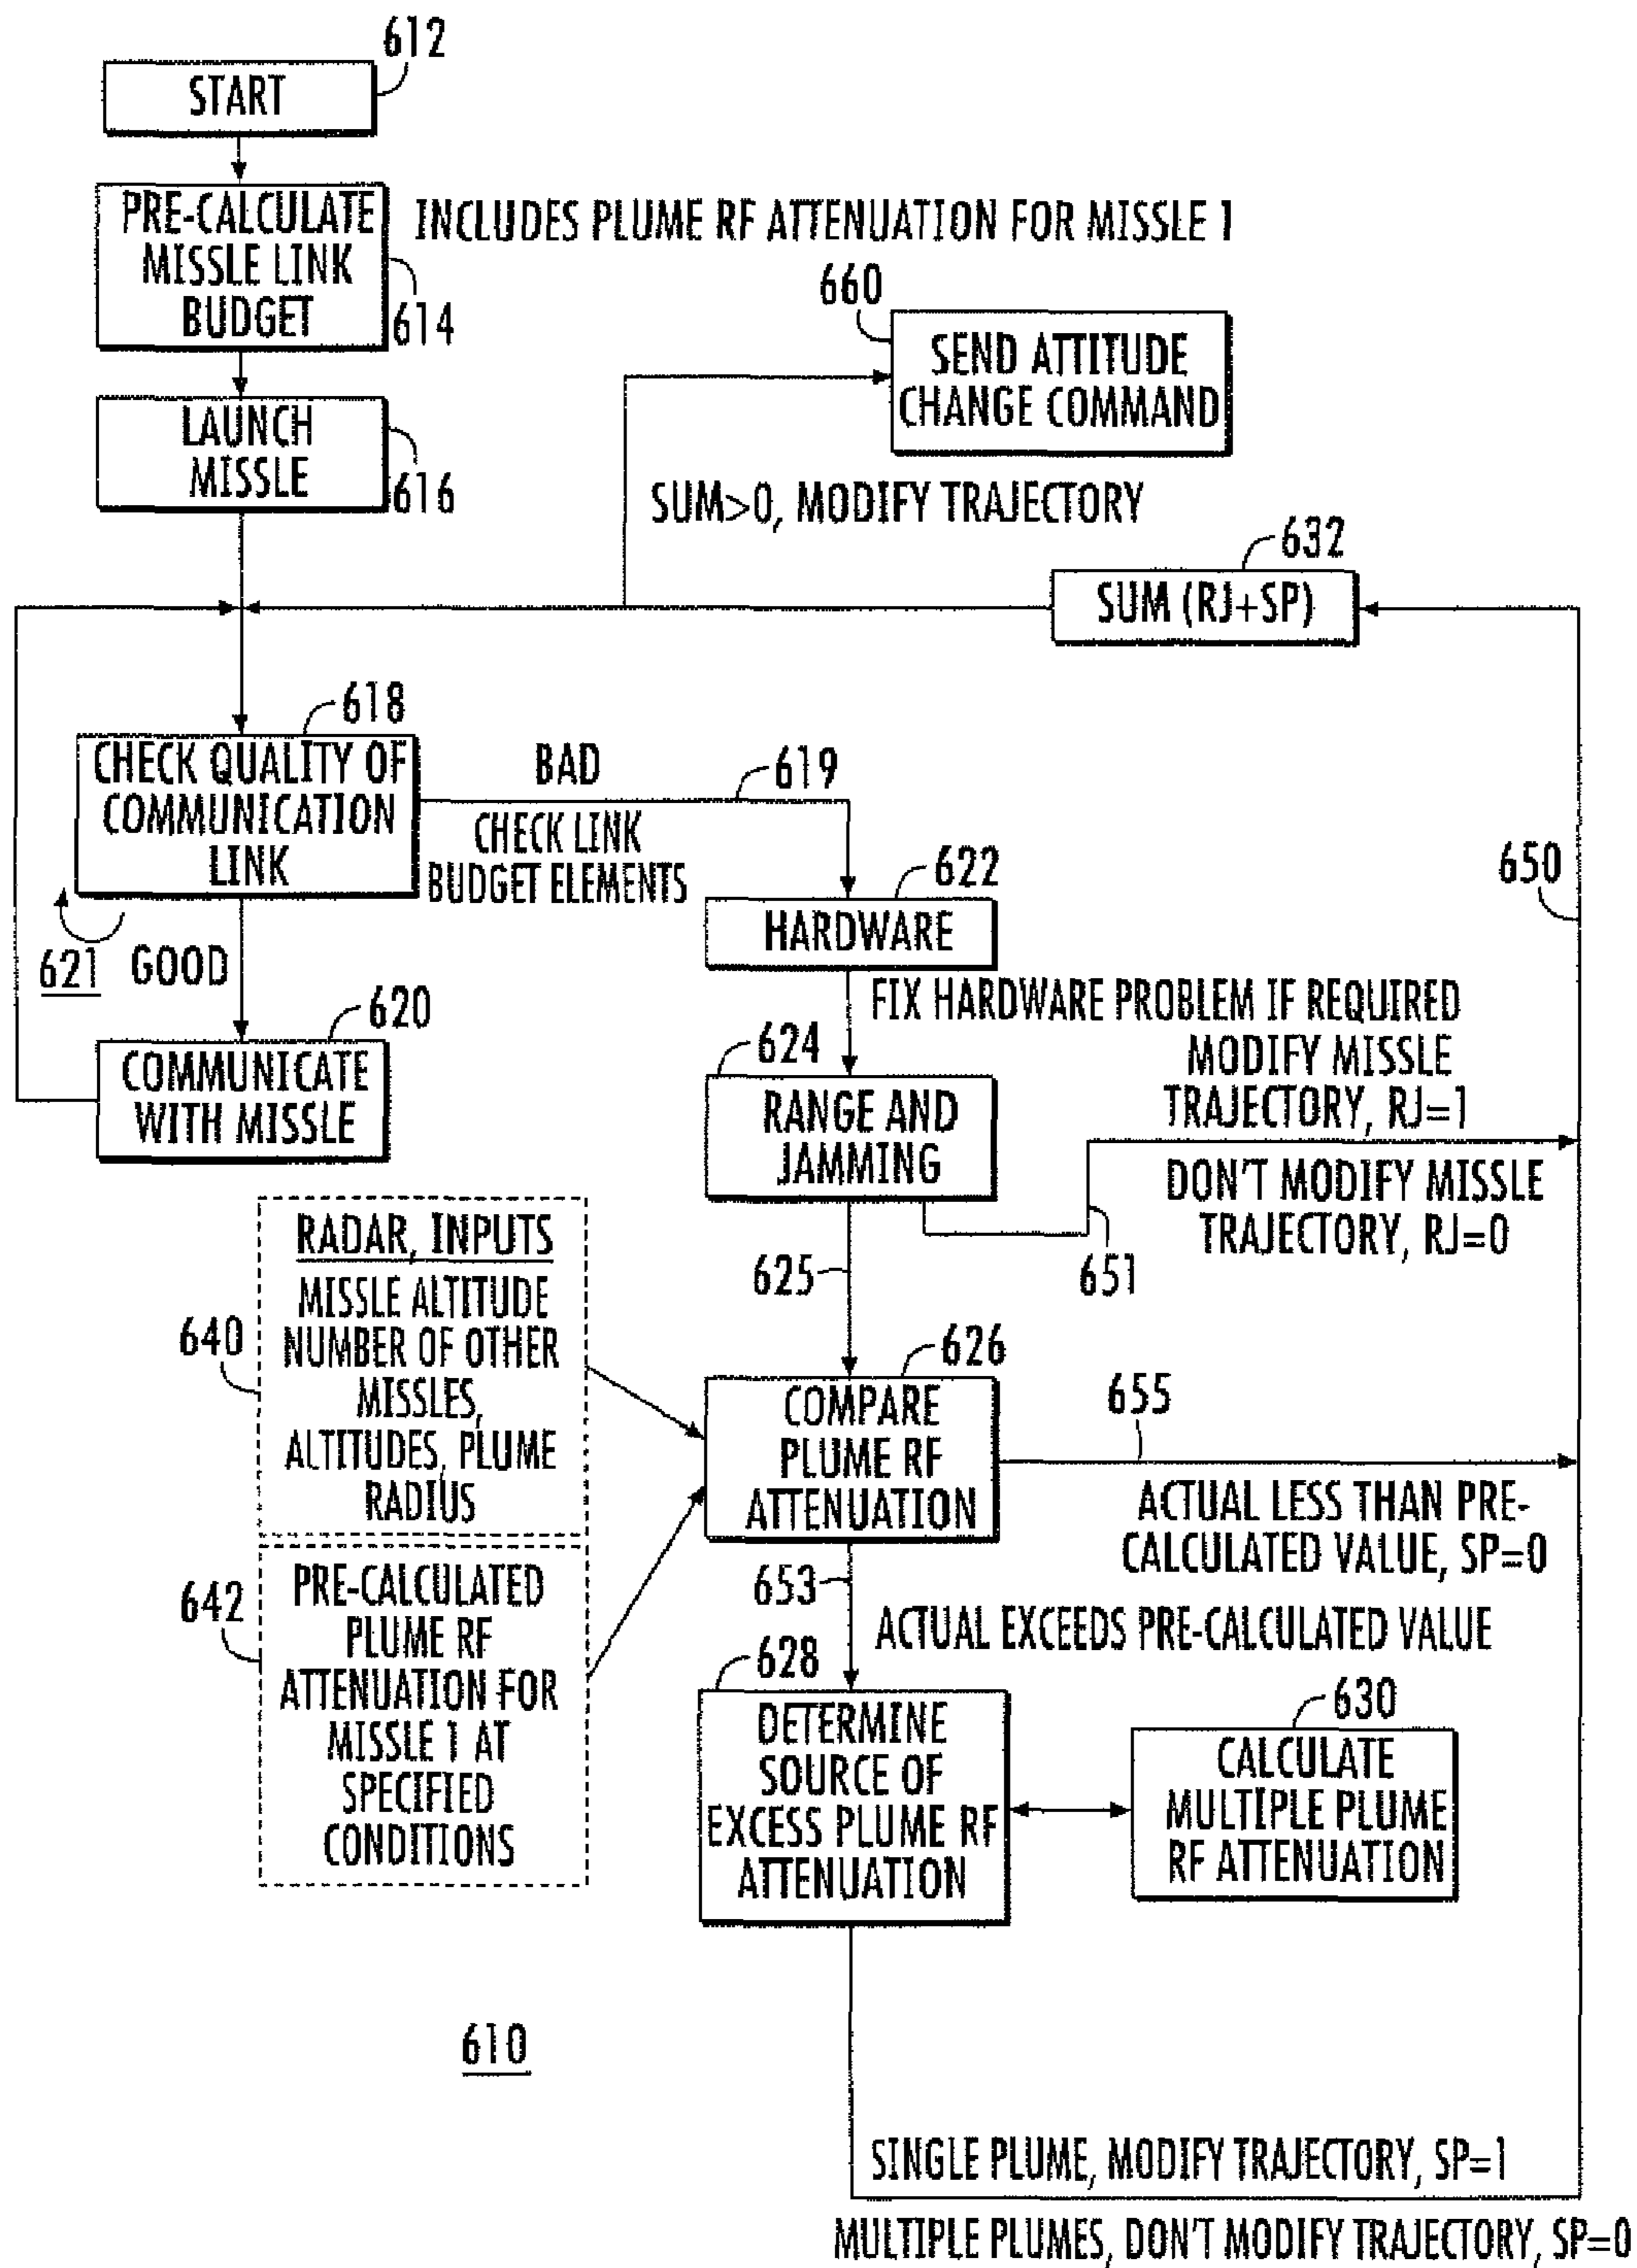 612
START
PRE-CALCULATE
MISSLE LINK
BUDGET
614
INCLUDES PLUME RF ATTENUATION FOR MISSLE 1
660
SEND ATTITUDE
CHANGE COMMAND
LAUNCH
MISSLE
616
SUM>0, MODIFY TRAJECTORY
632
SUM (RJ+SP)
618
CHECK QUALITY OF
COMMUNICATION
LINK
BAD
619
CHECK LINK
BUDGET ELEMENTS
650
622
HARDWARE
621
GOOD
FIX HARDWARE PROBLEM IF REQUIRED
620
COMMUNICATE
WITH MISSLE
624
RANGE AND
JAMMING
MODIFY MISSLE
TRAJECTORY, RJ=1
DON'T MODIFY MISSLE
TRAJECTORY, RJ=0
651
625
RADAR, INPUTS
MISSLE ALTITUDE
NUMBER OF OTHER
MISSLES,
ALTITUDES, PLUME
RADIUS
640
626
COMPARE
PLUME RF
ATTENUATION
655
ACTUAL LESS THAN PRE-
CALCULATED VALUE, SP=0
642
PRE-CALCULATED
PLUME RF
ATTENUATION FOR
MISSLE 1 AT
SPECIFIED
CONDITIONS
653
ACTUAL EXCEEDS PRE-CALCULATED VALUE
628
DETERMINE
SOURCE OF
EXCESS PLUME RF
ATTENUATION
630
CALCULATE
MULTIPLE PLUME
RF ATTENUATION
610
SINGLE PLUME, MODIFY TRAJECTORY, SP=1
MULTIPLE PLUMES, DON'T MODIFY TRAJECTORY, SP=0